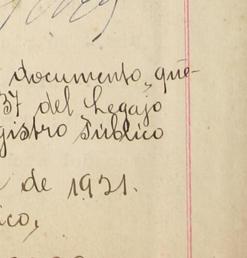 documento, que-
37 del Legajo
gistro Público
de 1921.
ico,